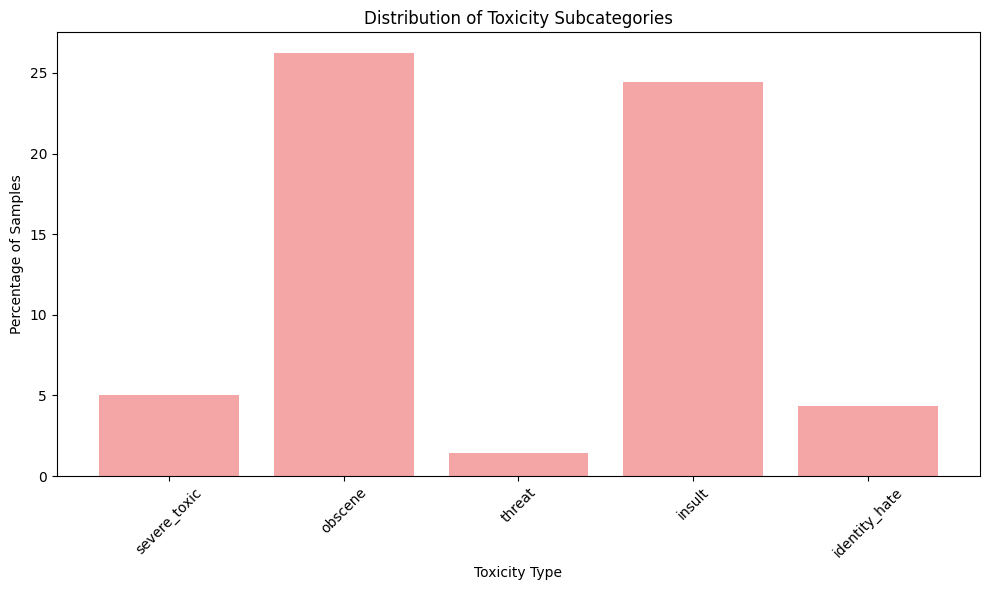 Distribution of Toxicity Subcategories
Percentage of Samples
25
20
15
10
5
0
severe_toxic
obscene
threat
insult
identity_hate
Toxicity Type